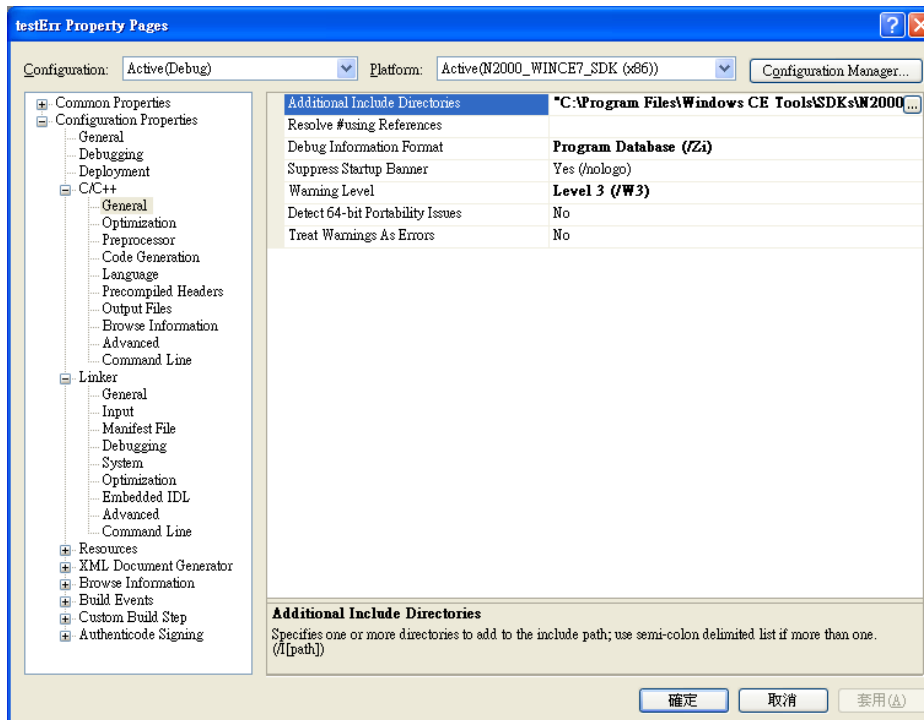 testErr Property Pages
Configuration: Active(Debug) Platform: Active(N2000_WINCE7_SDK (x86)) Configuration Manager...
Common Properties
Configuration Properties
General
Debugging
Deployment
C/C++
General
Optimization
Preprocessor
Code Generation
Language
Precompiled Headers
Output Files
Browse Information
Advanced
Command Line
Linker
General
Input
Manifest File
Debugging
System
Optimization
Embedded IDL
Advanced
Command Line
Resources
XML Document Generator
Browse Information
Build Events
Custom Build Step
Authenticode Signing
Additional Include Directories "C:\Program Files\Windows CE Tools\SDKs\N2000 ...
Resolve #using References
Debug Information Format Program Database (/Zi)
Suppress Startup Banner Yes (/nologo)
Warning Level Level 3 (/W3)
Detect 64-bit Portability Issues No
Treat Warnings As Errors No
Additional Include Directories
Specifies one or more directories to add to the include path; use semi-colon delimited list if more than one.
(/I[path])
確定 取消 套用(A)